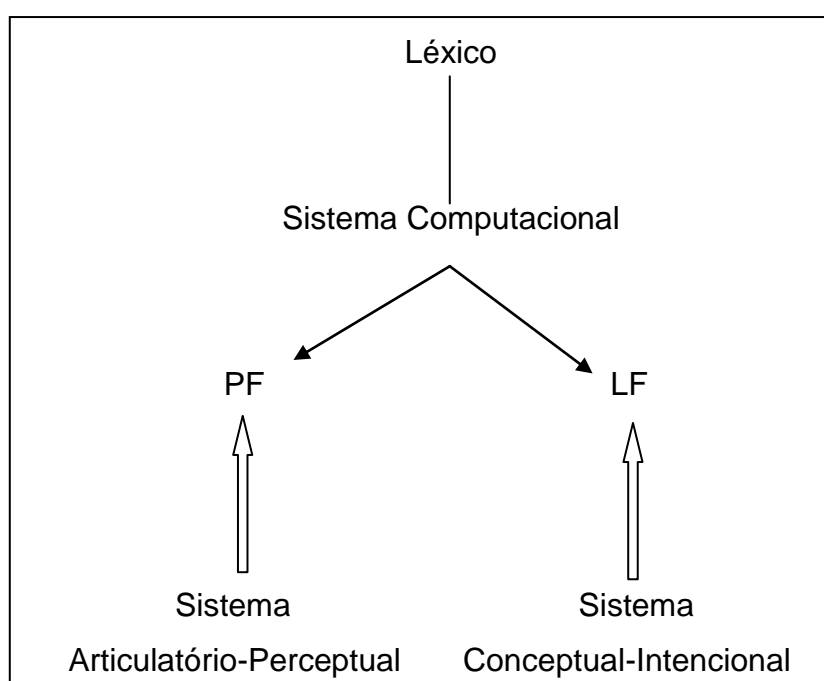 Léxico
Sistema Computacional
PF
LF
Sistema
Articulatório-Perceptual
Sistema
Conceptual-Intencional